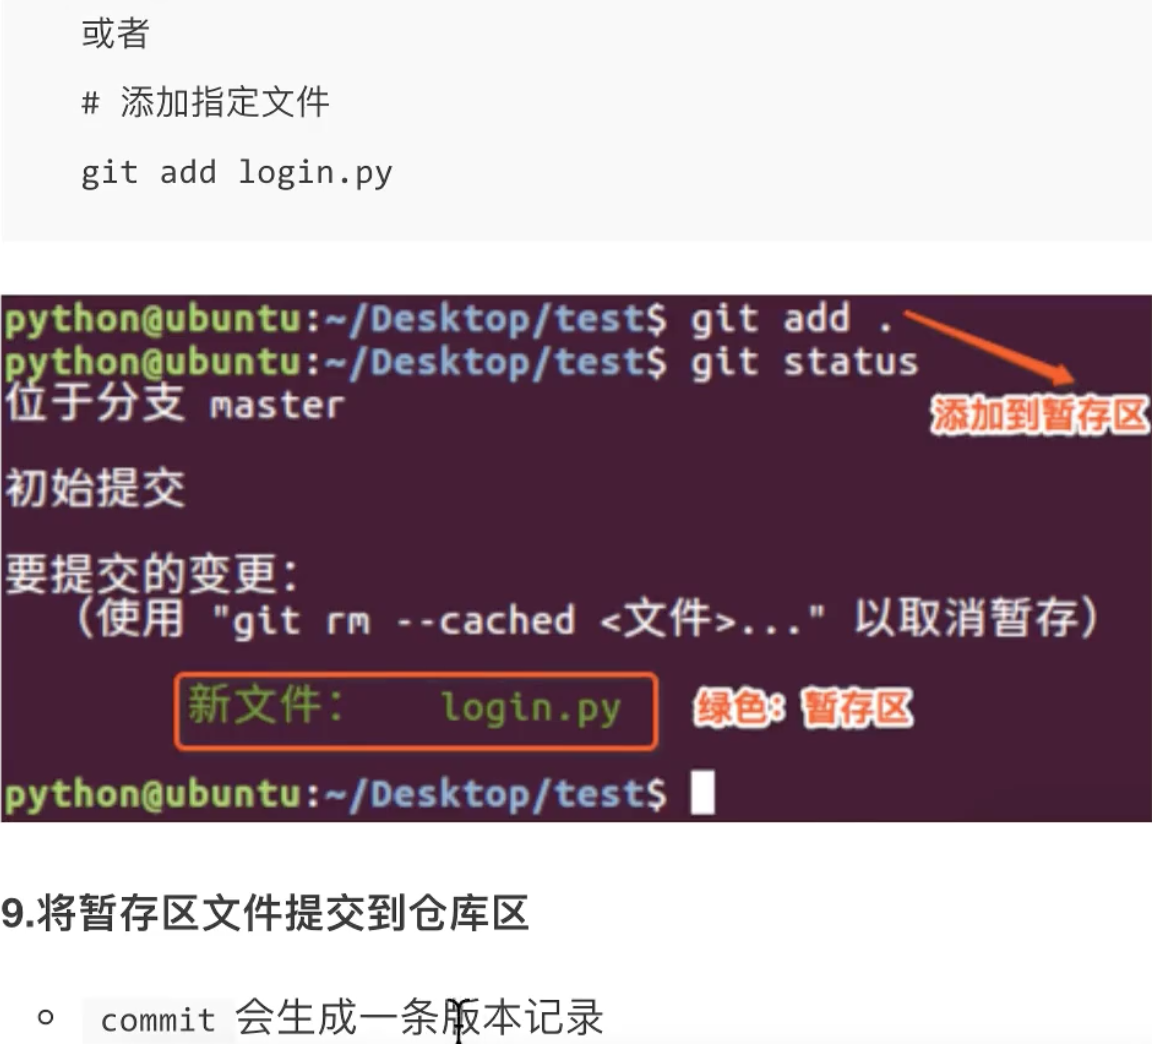 或者
# 添加指定文件
git add login.py
python@ubuntu:~/Desktop/test$ git add .
python@ubuntu:~/Desktop/test$ git status
位于分支 master
添加到暂存区
初始提交
要提交的变更：
（使用 "git rm --cached <文件>..." 以取消暂存）
新文件： login.py
绿色：暂存区
python@ubuntu:~/Desktop/test$
9.将暂存区文件提交到仓库区
commit 会生成一条版本记录